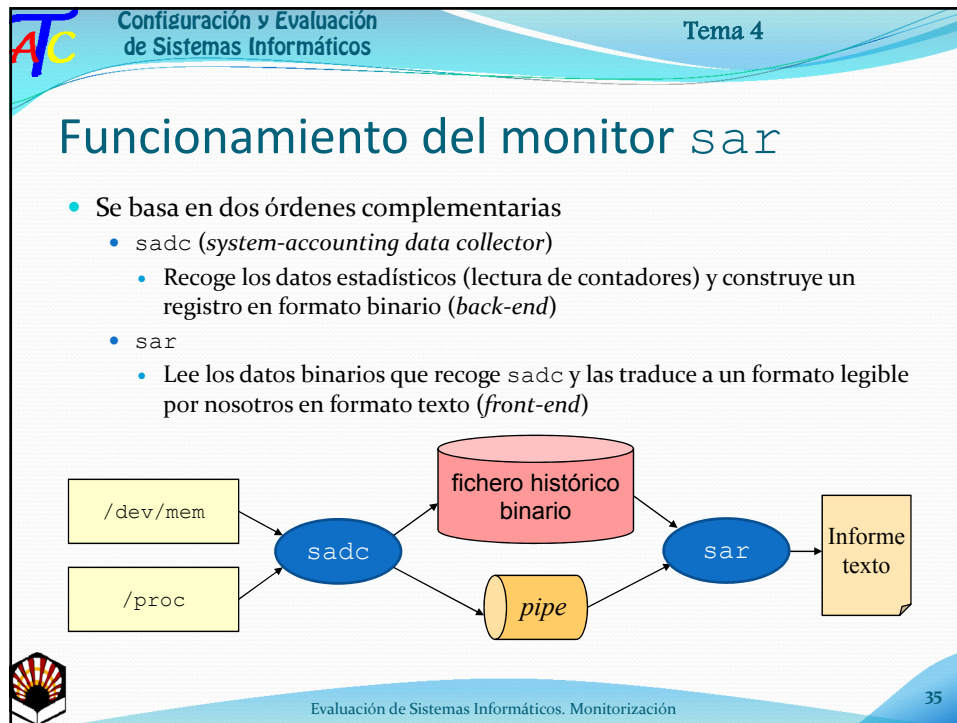 ATC
Configuración y Evaluación
de Sistemas Informáticos
Tema 4
Funcionamiento del monitor sar
Se basa en dos órdenes complementarias
sadc (system-accounting data collector)
Recoge los datos estadísticos (lectura de contadores) y construye un
registro en formato binario (back-end)
sar
Lee los datos binarios que recoge sadc y las traduce a un formato legible
por nosotros en formato texto (front-end)
/dev/mem
/proc
sadc
fichero histórico
binario
pipe
sar
Informe
texto
Evaluación de Sistemas Informáticos. Monitorización
35